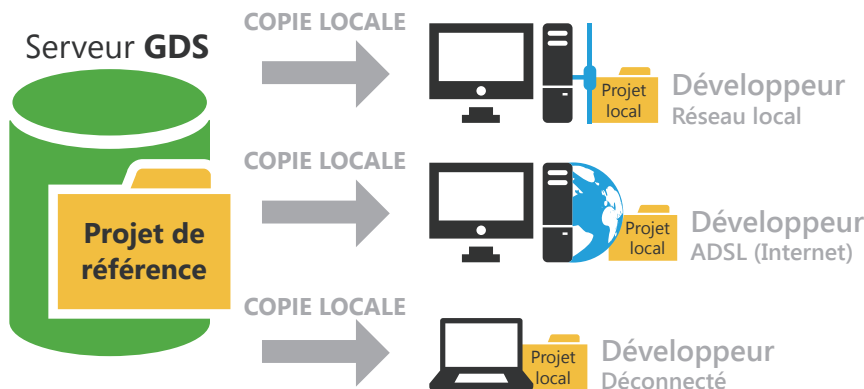 Serveur GDS
Projet de
référence
COPIE LOCALE
Projet
local
Développeur
Réseau local
COPIE LOCALE
Projet
local
Développeur
ADSL (Internet)
COPIE LOCALE
Projet
local
Développeur
Déconnecté